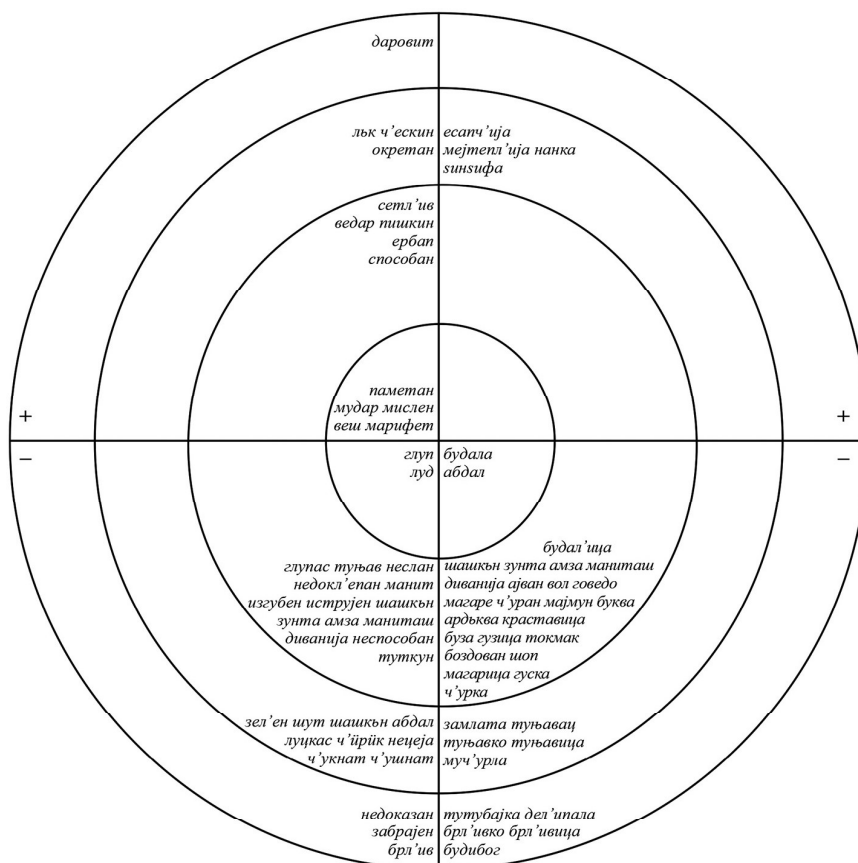 даровит
льк ч’ескин
окретан
есапч’ија
мејтепл’ија нанка
ѕинѕифа
сетл’ив
ведар пишкин
ербап
способан
паметан
мудар мислен
веш марифет
+
+
–
–
глуп
луд
будала
абдал
глупас туњав неслан
недокл’епан манит
изгубен иструјен шашкьн
зунта амза маниташ
диванија неспособан
туткун
будал’ица
шашкьн зунта амза маниташ
диванија ајван вол говедо
магаре ч’уран мајмун буква
ардьква краставица
буза гузица токмак
боздован шоп
магарица гуска
ч’урка
зел’ен шут шашкьн абдал
луцкас ч’ӥрӥк нецеја
ч’укнат ч’ушнат
замлата туњавац
туњавко туњавица
муч’урла
недоказан
забрајен
брл’ив
тутубајка дел’ипала
брл’ивко брл’ивица
будибог